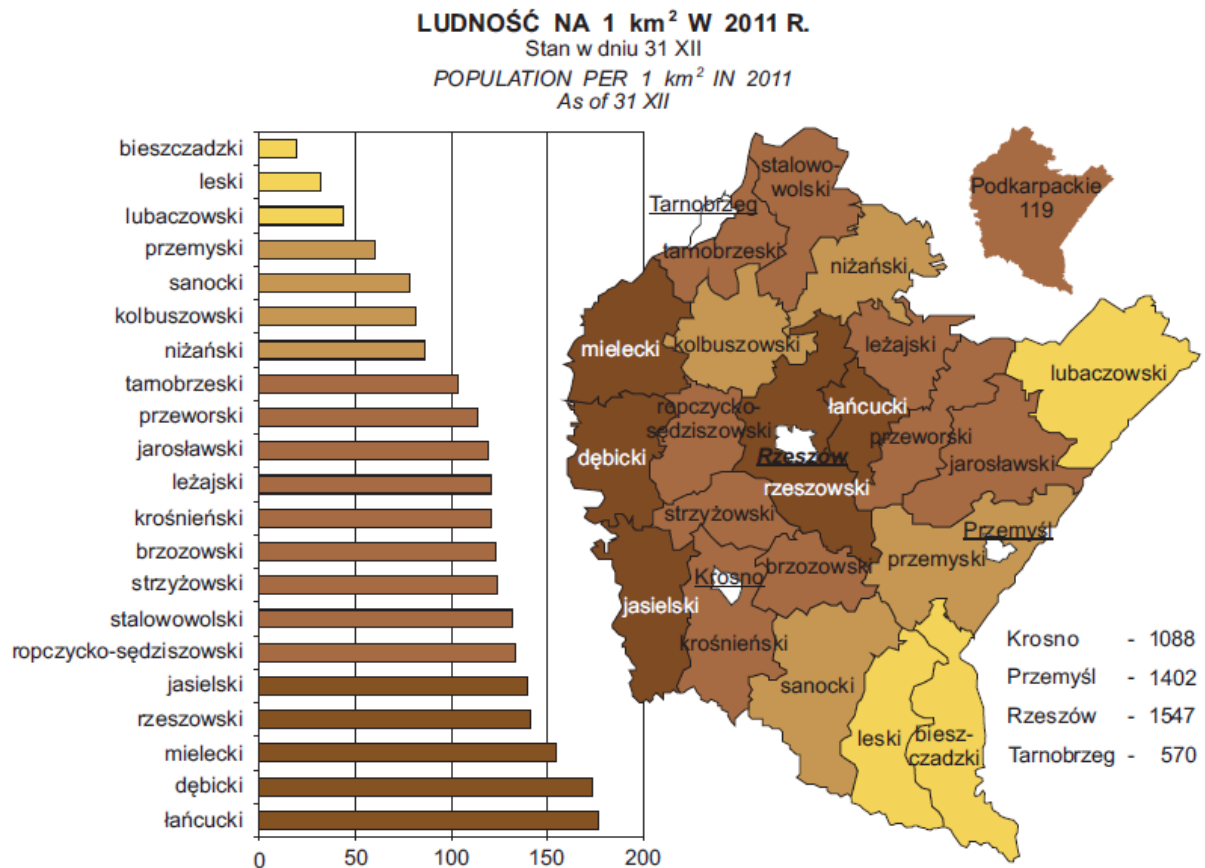 LUDNOŚĆ NA 1 km² W 2011 R.
Stan w dniu 31 XII
POPULATION PER 1 km² IN 2011
As of 31 XII
bieszczadzki
leski
lubaczowski
przemyski
sanocki
kolbuszowski
niżański
tamobrzeski
przeworski
jarosławski
leżajski
krośnieński
brzozowski
strzyżowski
stalowowolski
ropczycko-sędziszowski
jasielski
rzeszowski
mielecki
dębicki
łańcucki
0 50 100 150 200
stalowo-
wolski
Tarnobrzeg
tarnobrzeski
niżański
Podkarpackie
119
mielecki
kolbuszowski
leżajski
lubaczowski
ropczycko-
sędziszowski
łańcucki
przeworski
jarosławski
dębicki
Rzeszów
rzeszowski
strzyżowski
Przemyśl
przemyski
brzozowski
Krosno
jasielski
krośnieński
sanocki
leski
biesz-
czadzki
Krosno - 1088
Przemyśl - 1402
Rzeszów - 1547
Tarnobrzeg - 570